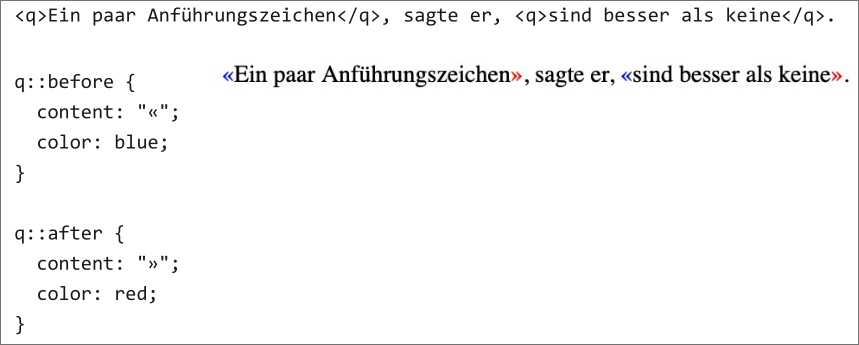 <q>Ein paar Anführungszeichen</q>, sagte er, <q>sind besser als keine</q>.
«Ein paar Anführungszeichen», sagte er, «sind besser als keine».
q::before {
  content: "«";
  color: blue;
}
q::after {
  content: "»";
  color: red;
}